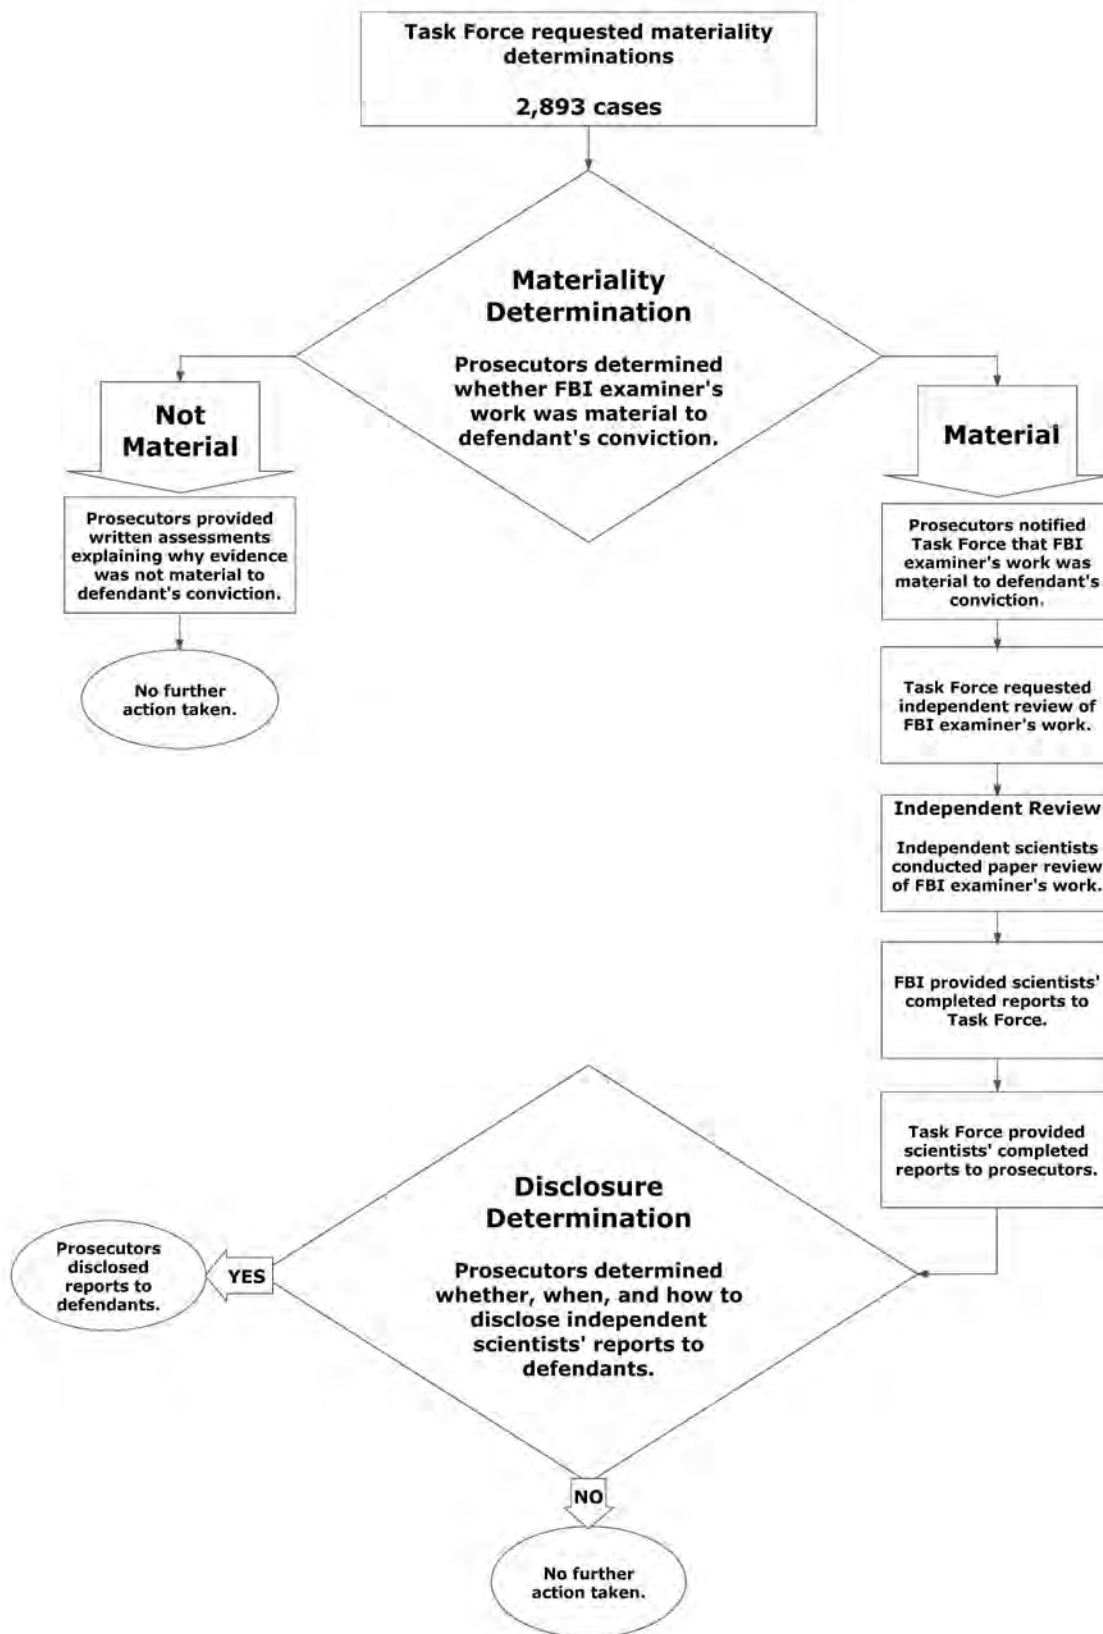 Task Force requested materiality
determinations
2,893 cases
Materiality
Determination
Prosecutors determined
whether FBI examiner's
work was material to
defendant's conviction.
Not
Material
Prosecutors provided
written assessments
explaining why evidence
was not material to
defendant's conviction.
No further
action taken.
Material
Prosecutors notified
Task Force that FBI
examiner's work was
material to defendant's
conviction.
Task Force requested
independent review of
FBI examiner's work.
Independent Review
Independent scientists
conducted paper review
of FBI examiner's work.
FBI provided scientists'
completed reports to
Task Force.
Task Force provided
scientists' completed
reports to prosecutors.
Disclosure
Determination
Prosecutors determined
whether, when, and how to
disclose independent
scientists' reports to
defendants.
YES
Prosecutors
disclosed
reports to
defendants.
NO
No further
action taken.